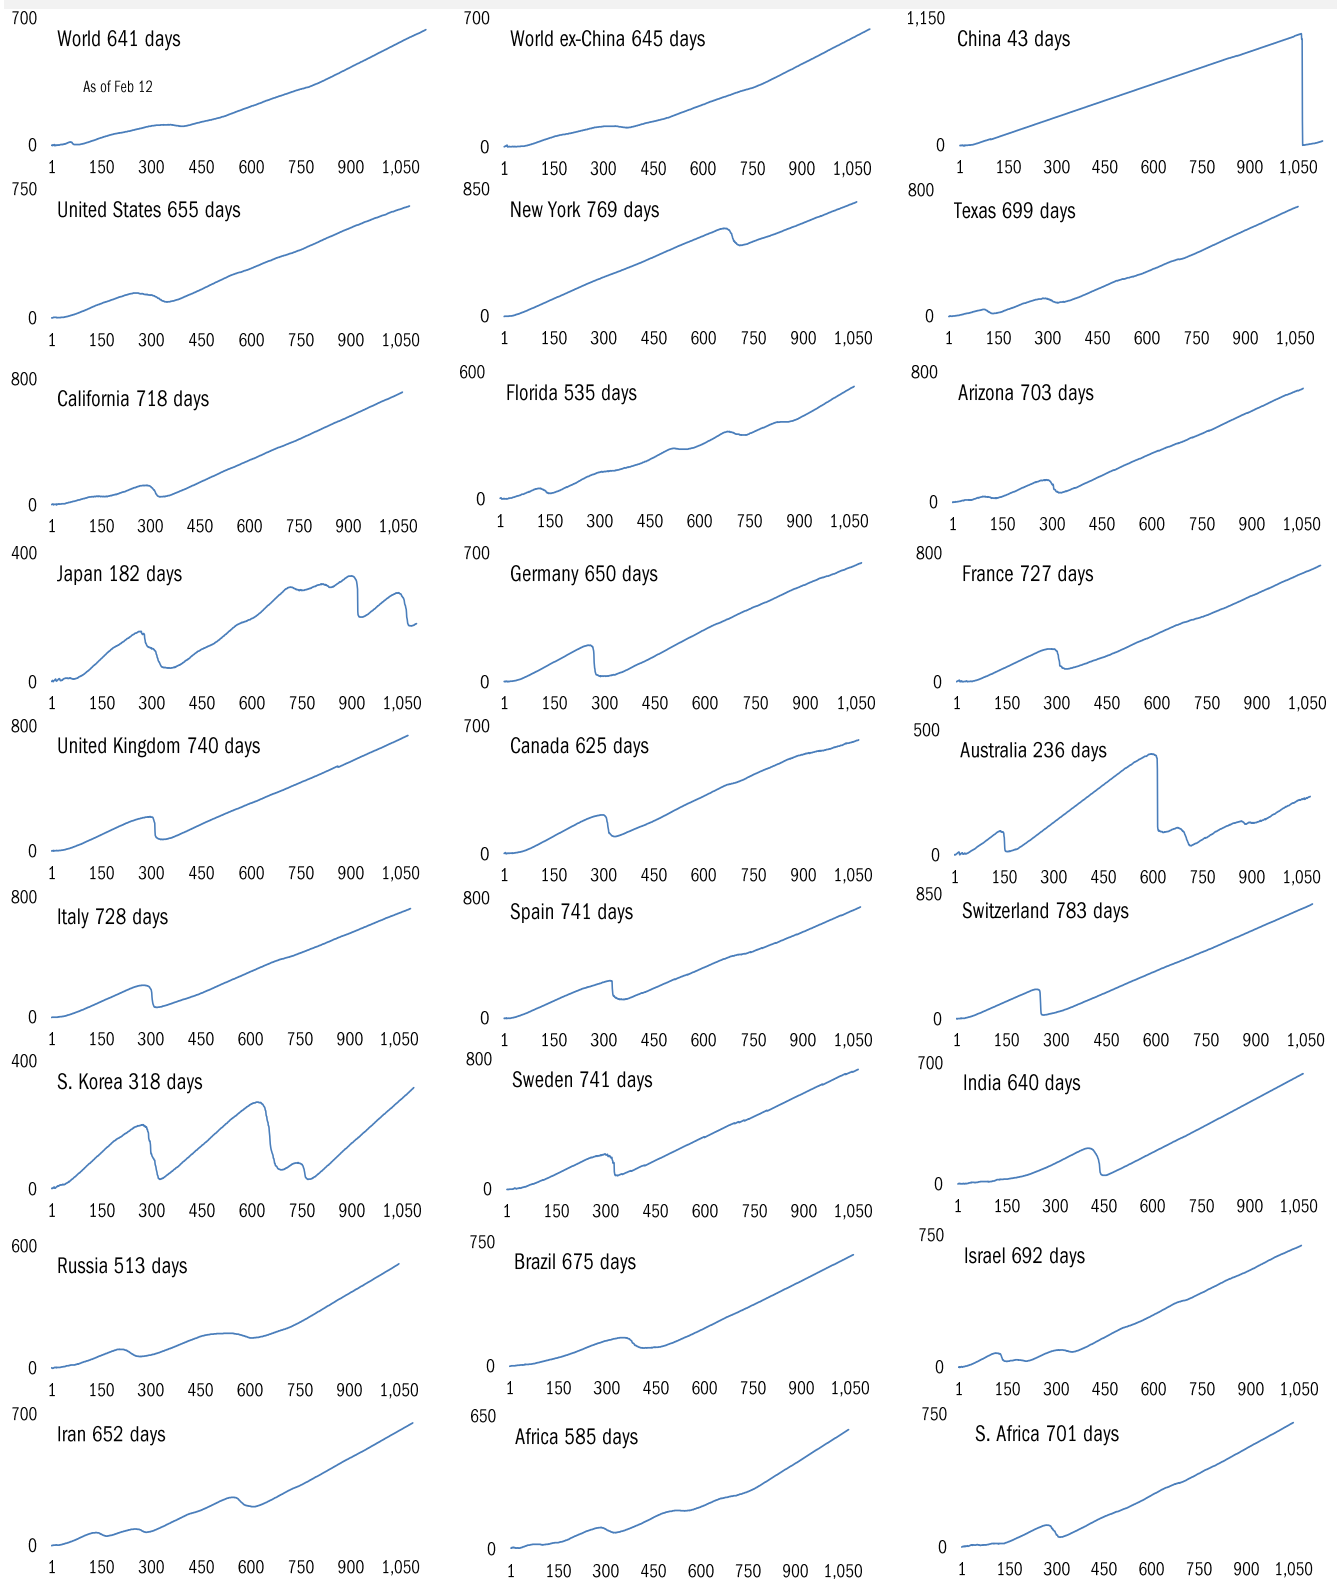 700
World 641 days
As of Feb 12
0
1 150 300 450 600 750 900 1,050
700
World ex-China 645 days
0
1 150 300 450 600 750 900 1,050
1,150
China 43 days
0
1 150 300 450 600 750 900 1,050
750
United States 655 days
0
1 150 300 450 600 750 900 1,050
850
New York 769 days
0
1 150 300 450 600 750 900 1,050
800
Texas 699 days
0
1 150 300 450 600 750 900 1,050
800
California 718 days
0
1 150 300 450 600 750 900 1,050
600
Florida 535 days
0
1 150 300 450 600 750 900 1,050
800
Arizona 703 days
0
1 150 300 450 600 750 900 1,050
400
Japan 182 days
0
1 150 300 450 600 750 900 1,050
700
Germany 650 days
0
1 150 300 450 600 750 900 1,050
800
France 727 days
0
1 150 300 450 600 750 900 1,050
800
United Kingdom 740 days
0
1 150 300 450 600 750 900 1,050
700
Canada 625 days
0
1 150 300 450 600 750 900 1,050
500
Australia 236 days
0
1 150 300 450 600 750 900 1,050
800
Italy 728 days
0
1 150 300 450 600 750 900 1,050
800
Spain 741 days
0
1 150 300 450 600 750 900 1,050
850
Switzerland 783 days
0
1 150 300 450 600 750 900 1,050
400
S. Korea 318 days
0
1 150 300 450 600 750 900 1,050
800
Sweden 741 days
0
1 150 300 450 600 750 900 1,050
700
India 640 days
0
1 150 300 450 600 750 900 1,050
600
Russia 513 days
0
1 150 300 450 600 750 900 1,050
750
Brazil 675 days
0
1 150 300 450 600 750 900 1,050
750
Israel 692 days
0
1 150 300 450 600 750 900 1,050
700
Iran 652 days
0
1 150 300 450 600 750 900 1,050
650
Africa 585 days
0
1 150 300 450 600 750 900 1,050
750
S. Africa 701 days
0
1 150 300 450 600 750 900 1,050